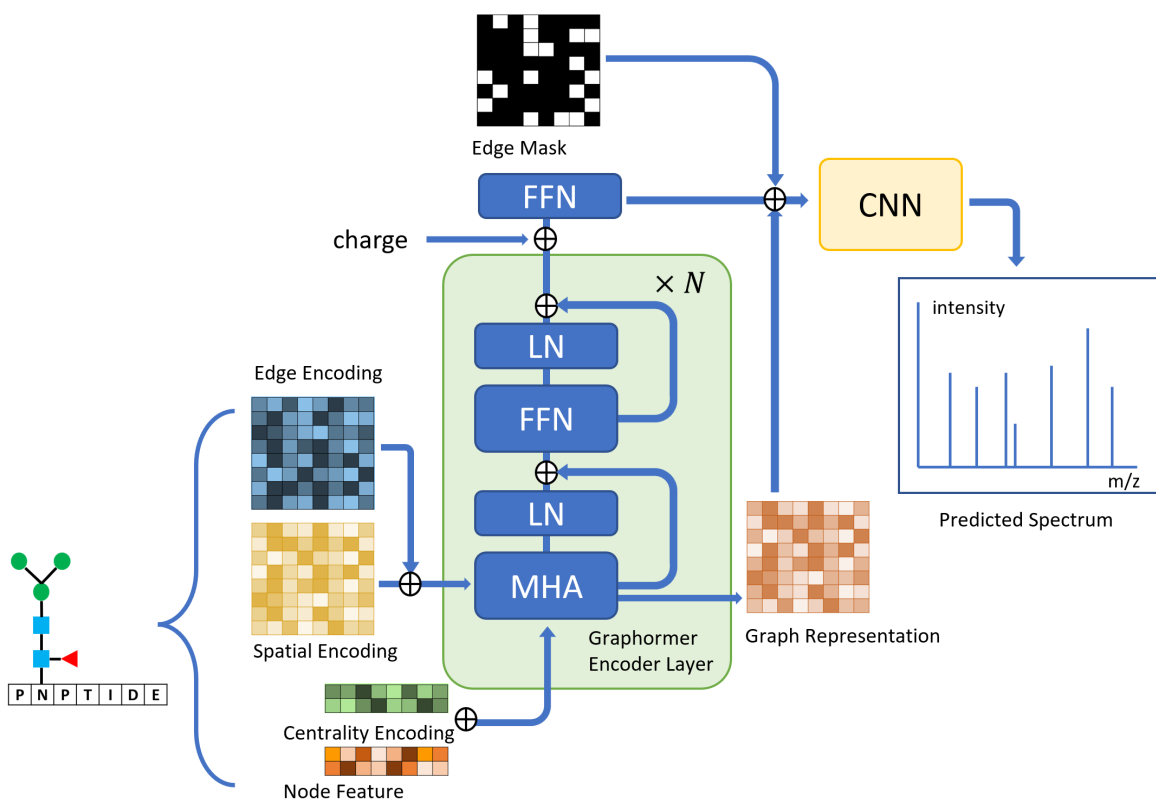 Edge Mask
FFN
CNN
charge
× N
intensity
LN
Edge Encoding
FFN
m/z
LN
Predicted Spectrum
MHA
Graphormer
Encoder Layer
Graph Representation
Spatial Encoding
P N P T I D E
Centrality Encoding
Node Feature